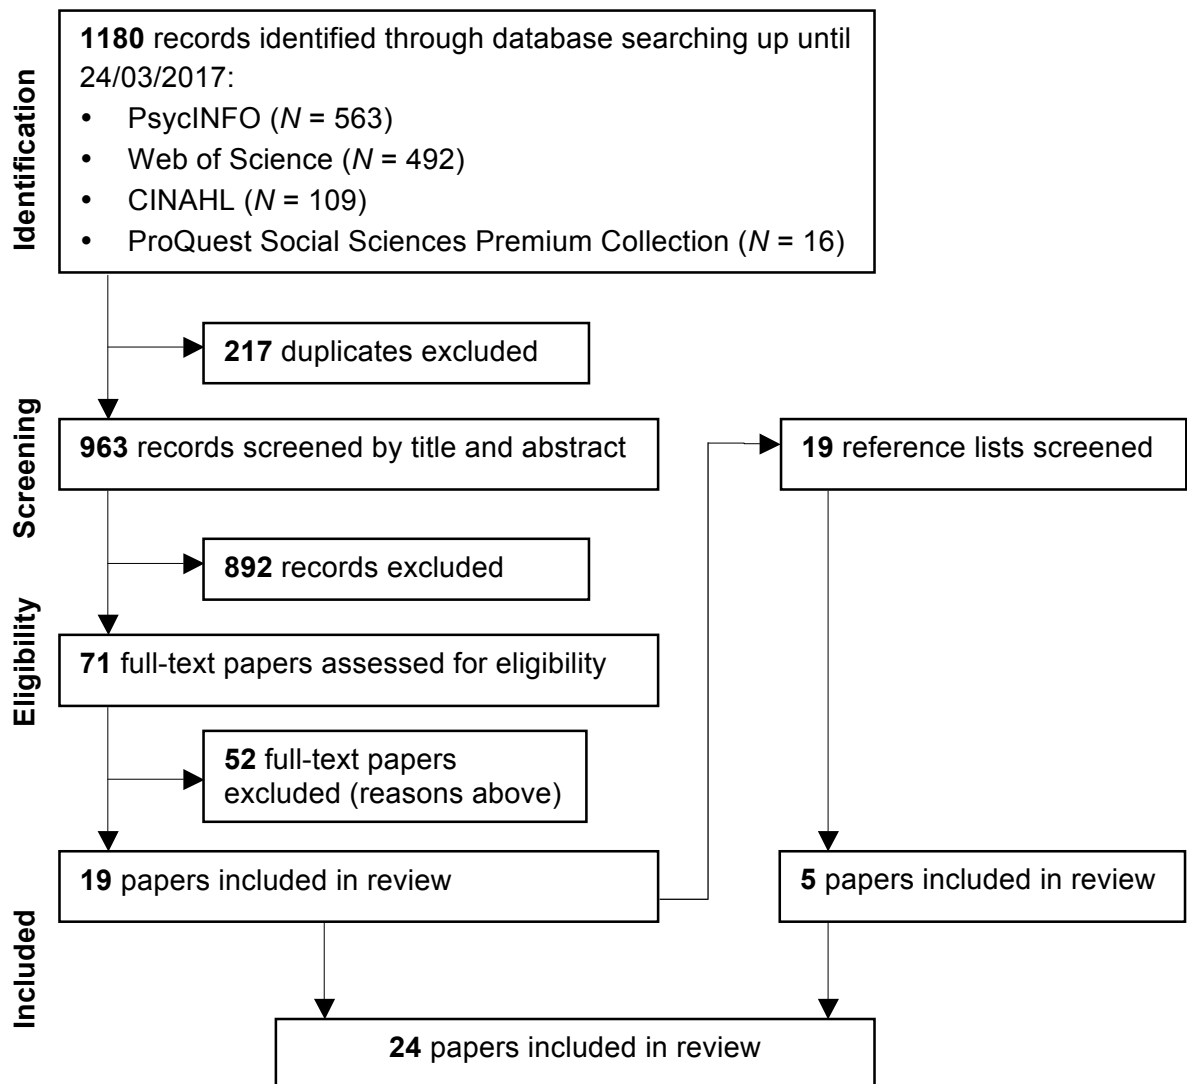 Identification
1180 records identified through database searching up until
24/03/2017:
• PsycINFO (N = 563)
• Web of Science (N = 492)
• CINAHL (N = 109)
• ProQuest Social Sciences Premium Collection (N = 16)
217 duplicates excluded
Screening
963 records screened by title and abstract
19 reference lists screened
892 records excluded
Eligibility
71 full-text papers assessed for eligibility
52 full-text papers
excluded (reasons above)
Included
19 papers included in review
5 papers included in review
24 papers included in review